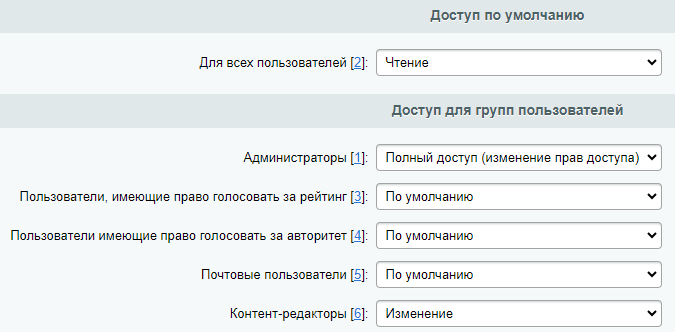 Доступ по умолчанию
Для всех пользователей [2]: Чтение
Доступ для групп пользователей
Администраторы [1]: Полный доступ (изменение прав доступа)
Пользователи, имеющие право голосовать за рейтинг [3]: По умолчанию
Пользователи имеющие право голосовать за авторитет [4]: По умолчанию
Почтовые пользователи [5]: По умолчанию
Контент-редакторы [6]: Изменение